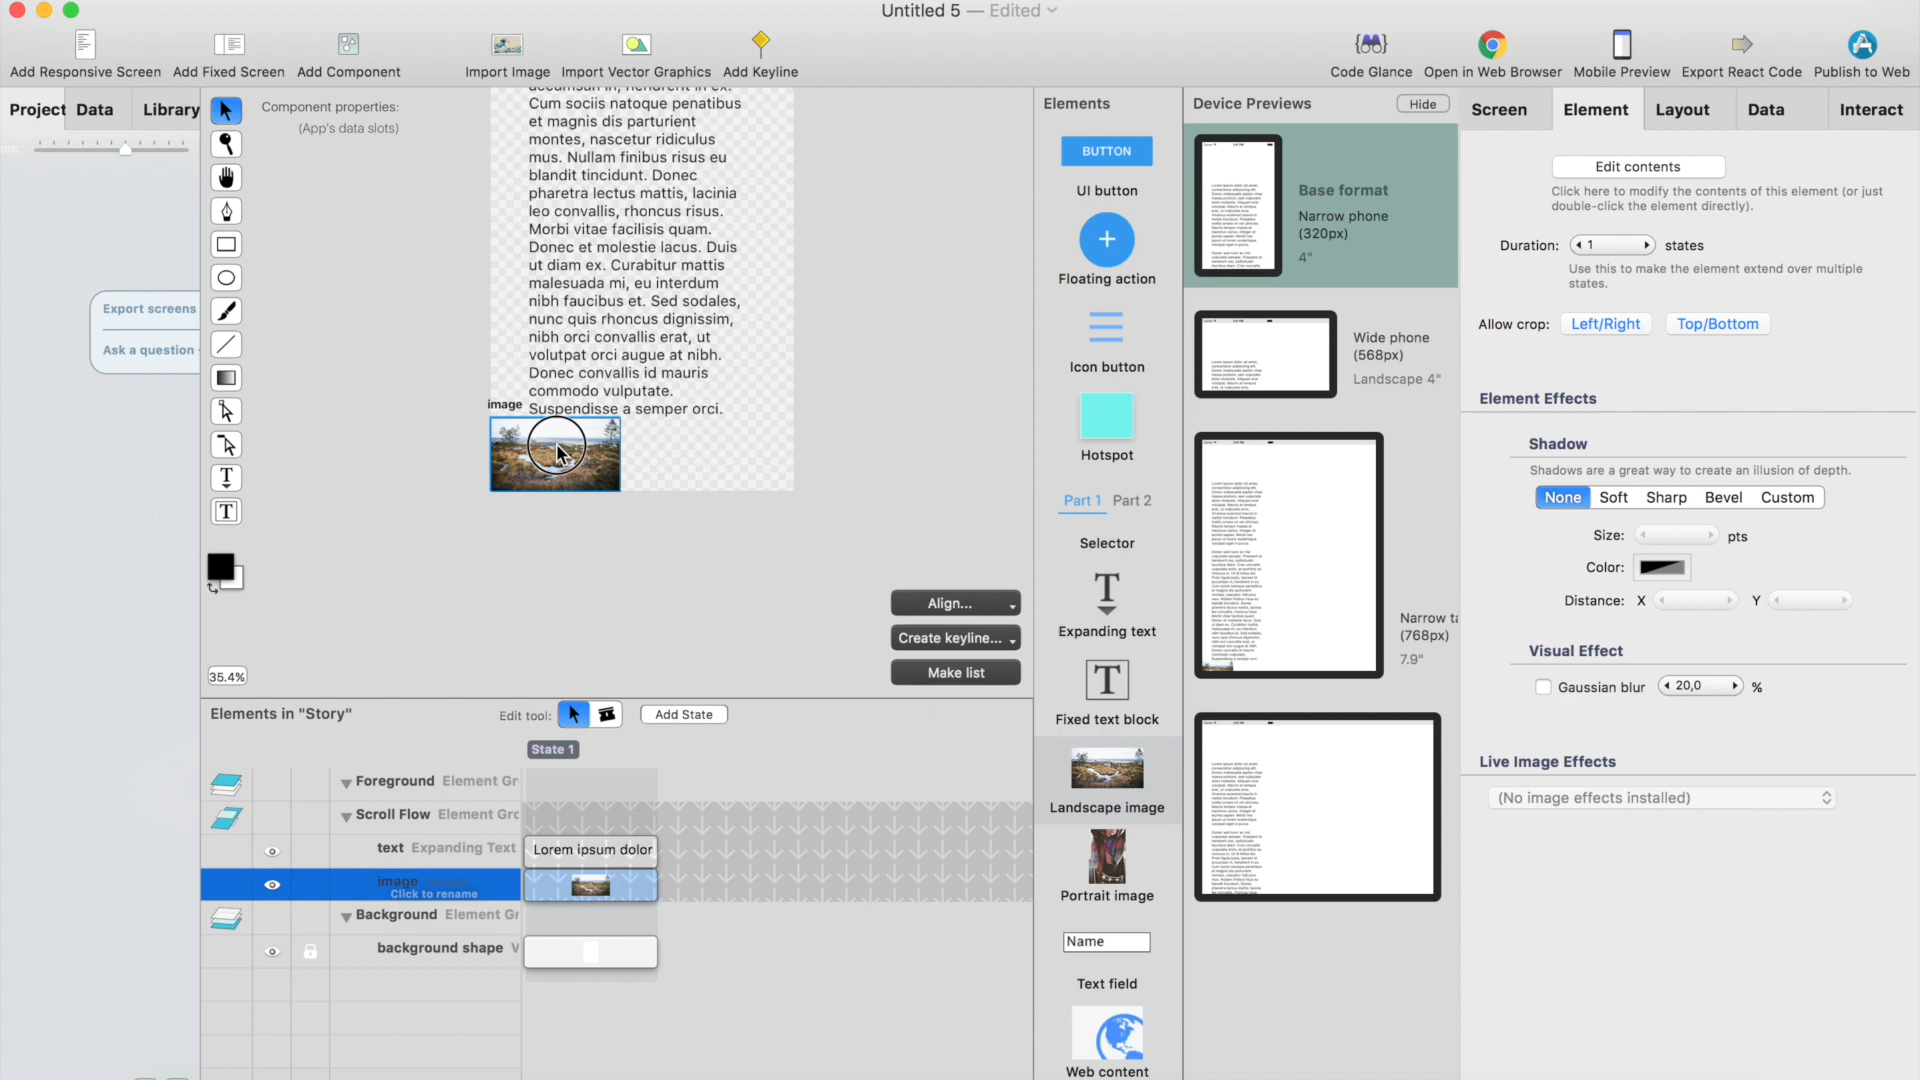 Untitled 5 — Edited
Add Responsive Screen
Add Fixed Screen
Add Component
Import Image
Import Vector Graphics
Add Keyline
Code Glance
Open in Web Browser
Mobile Preview
Export React Code
Publish to Web
Project
Data
Library
Export screens
Ask a question
Component properties:
(App's data slots)
Cum sociis natoque penatibus
et magnis dis parturient
montes, nascetur ridiculus
mus. Nullam finibus risus eu
blandit tincidunt. Donec
pharetra lectus mattis, lacinia
leo convallis, rhoncus risus.
Morbi vitae facilisis quam.
Donec et molestie lacus. Duis
ut diam ex. Curabitur mattis
malesuada mi, eu interdum
nibh faucibus et. Sed sodales,
nunc quis rhoncus dignissim,
nibh orci convallis erat, ut
volutpat orci augue at nibh.
Donec convallis id mauris
commodo vulputate.
Suspendisse a semper orci.
image
Align...
Create keyline...
Make list
35.4%
Elements in "Story"
Edit tool:
Add State
State 1
Foreground Element Gr
Scroll Flow Element Gro
text Expanding Text
Lorem ipsum dolor
image
Click to rename
Background Element Gr
background shape V
Elements
BUTTON
UI button
Floating action
Icon button
Hotspot
Part 1 Part 2
Selector
T
Expanding text
T
Fixed text block
Landscape image
Portrait image
Name
Text field
Web content
Device Previews
Hide
Base format
Narrow phone
(320px)
4"
Wide phone
(568px)
Landscape 4"
Narrow ta
(768px)
7.9"
Screen
Element
Layout
Data
Interact
Edit contents
Click here to modify the contents of this element (or just
double-click the element directly).
Duration: 1 states
Use this to make the element extend over multiple
states.
Allow crop: Left/Right Top/Bottom
Element Effects
Shadow
Shadows are a great way to create an illusion of depth.
None Soft Sharp Bevel Custom
Size: pts
Color:
Distance: X Y
Visual Effect
Gaussian blur 20,0 %
Live Image Effects
(No image effects installed)